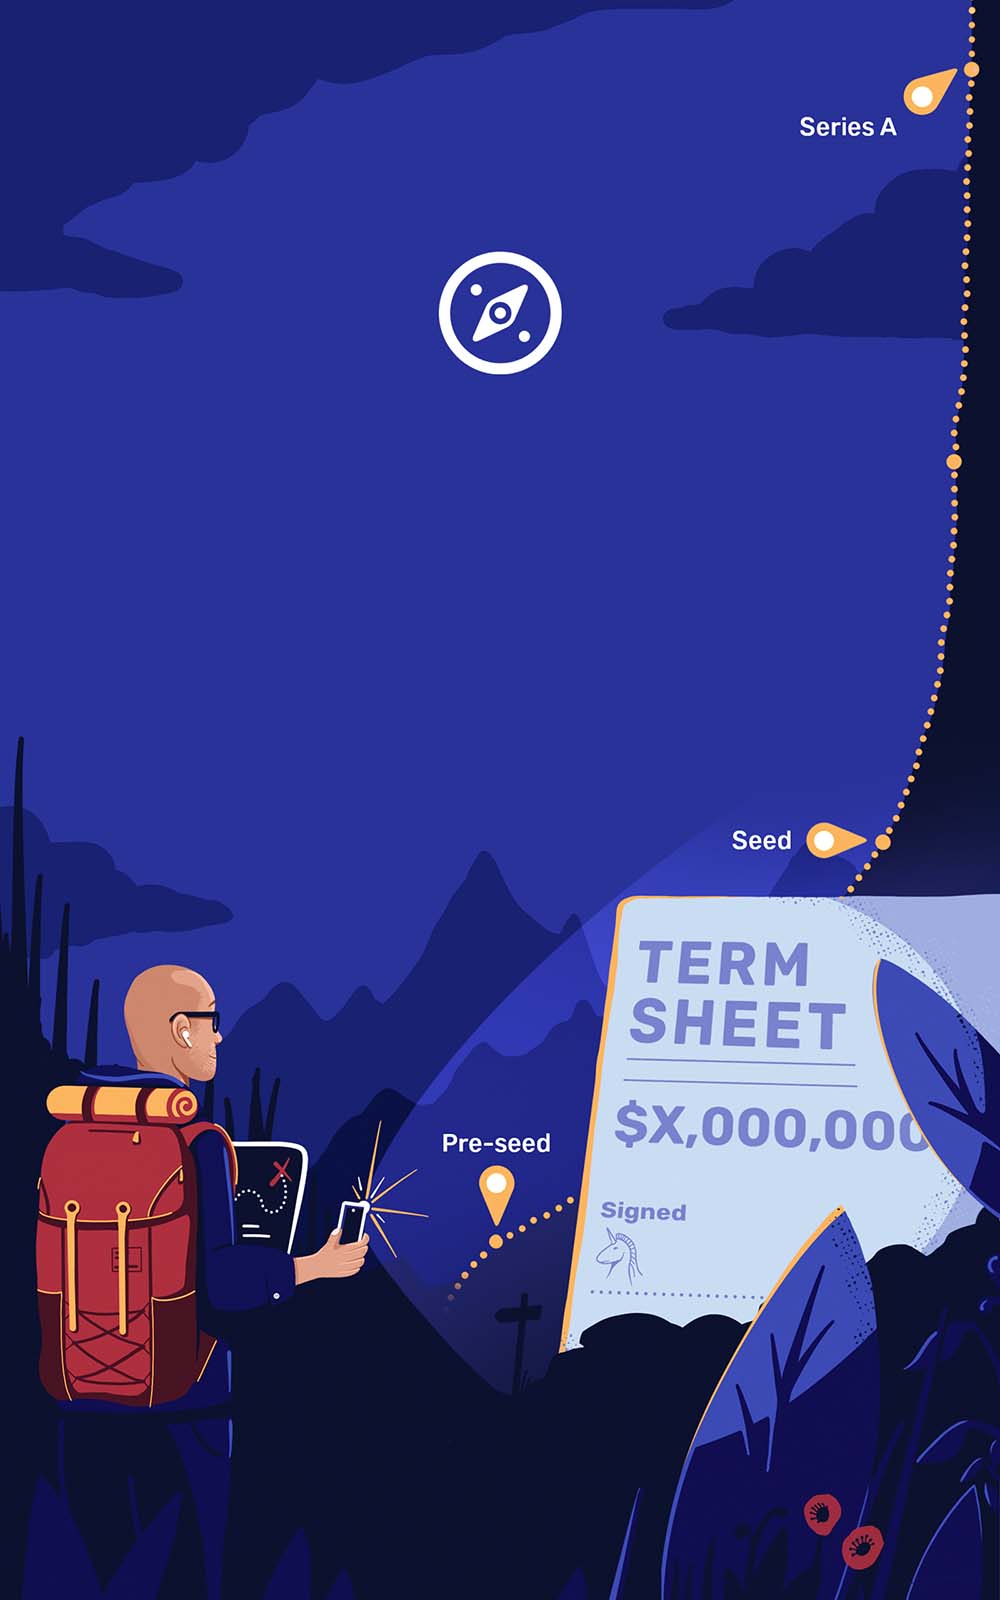 Series A
Seed
TERM
SHEET
$X,000,000
Pre-seed
Signed